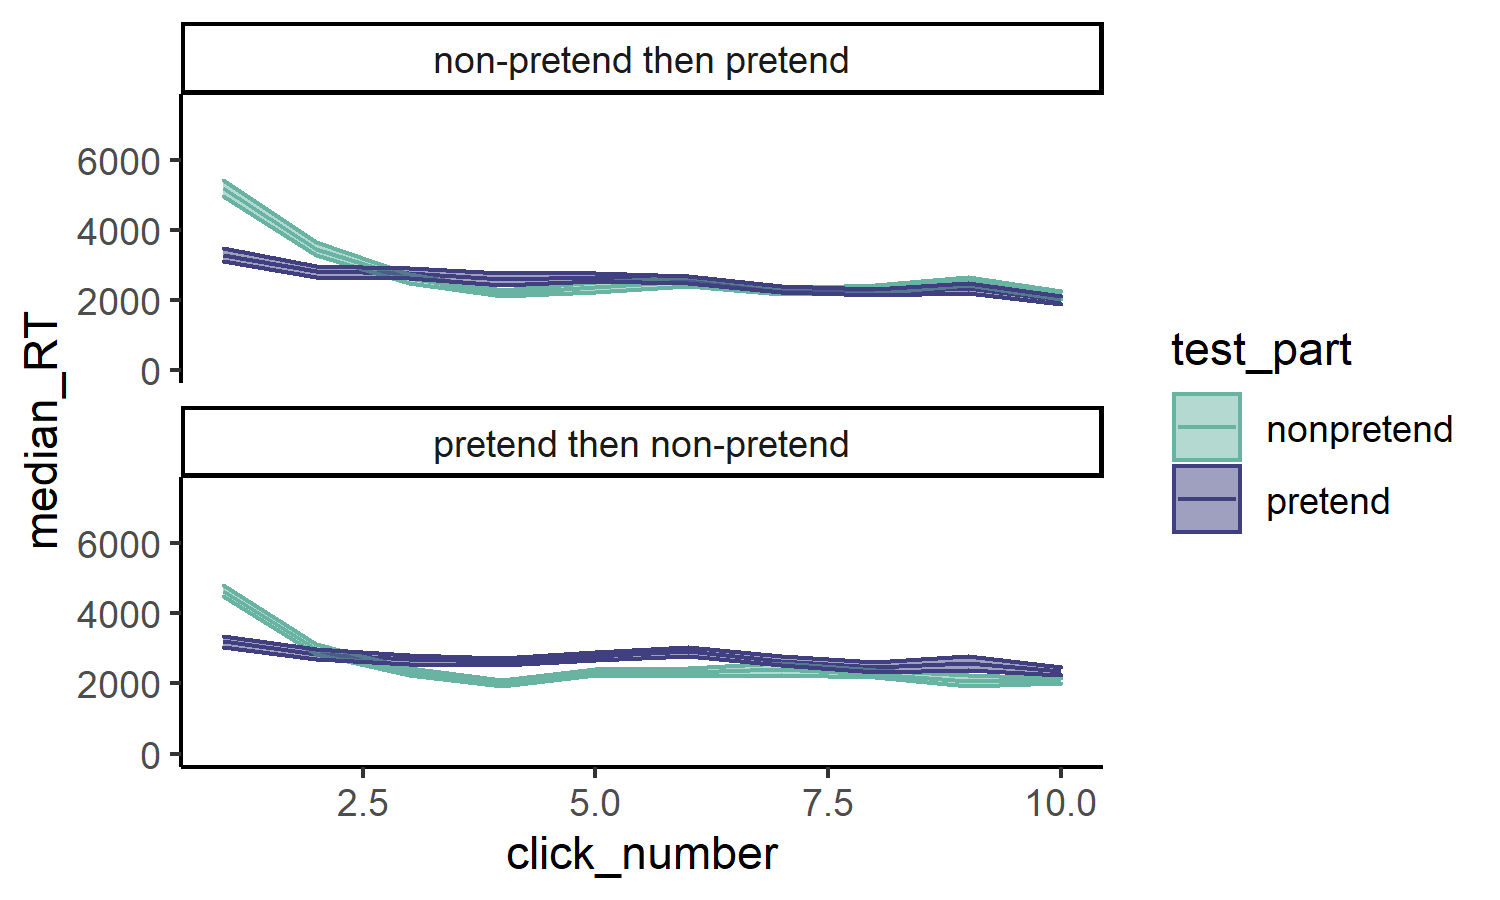 non-pretend then pretend
6000
4000
2000
0
pretend then non-pretend
6000
4000
2000
0
median_RT
2.5 5.0 7.5 10.0
click_number
test_part
nonpretend
pretend